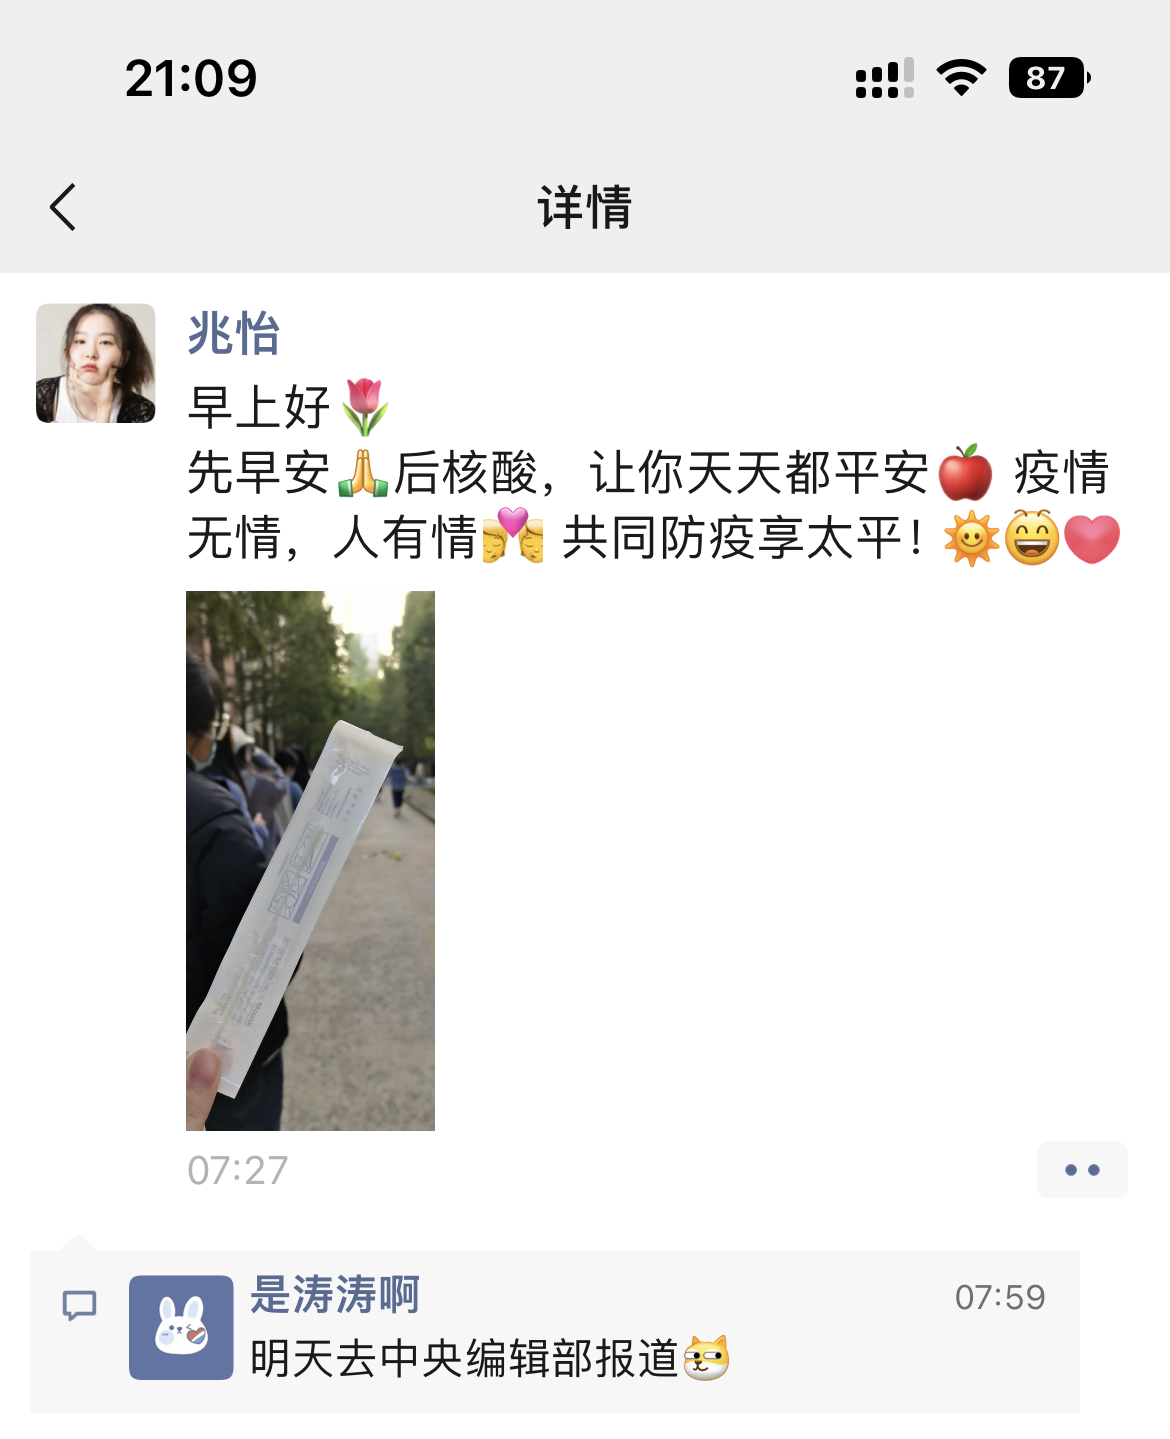 21:09
87
详情
兆怡
早上好🌷
先早安🙏后核酸，让你天天都平安🍎 疫情
无情，人有情💏 共同防疫享太平！🌞😄❤
07:27
是涛涛啊
07:59
明天去中央编辑部报道